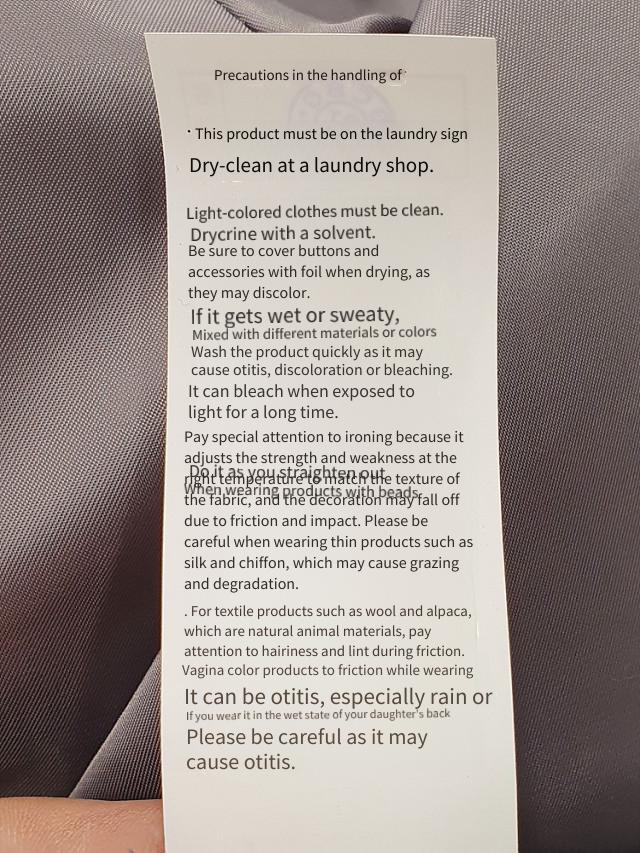 Precautions in the handling of
· This product must be on the laundry sign
Dry-clean at a laundry shop.
Light-colored clothes must be clean.
Drycrine with a solvent.
Be sure to cover buttons and
accessories with foil when drying, as
they may discolor.
If it gets wet or sweaty,
Mixed with different materials or colors
Wash the product quickly as it may
cause otitis, discoloration or bleaching.
It can bleach when exposed to
light for a long time.
Pay special attention to ironing because it
adjusts the strength and weakness at the
Do it as you straighten out
right temperature to match the texture of
When wearing products with beads
the fabric, and the decoration may fall off
due to friction and impact. Please be
careful when wearing thin products such as
silk and chiffon, which may cause grazing
and degradation.
. For textile products such as wool and alpaca,
which are natural animal materials, pay
attention to hairiness and lint during friction.
Vagina color products to friction while wearing
It can be otitis, especially rain or
If you wear it in the wet state of your daughter's back
Please be careful as it may
cause otitis.